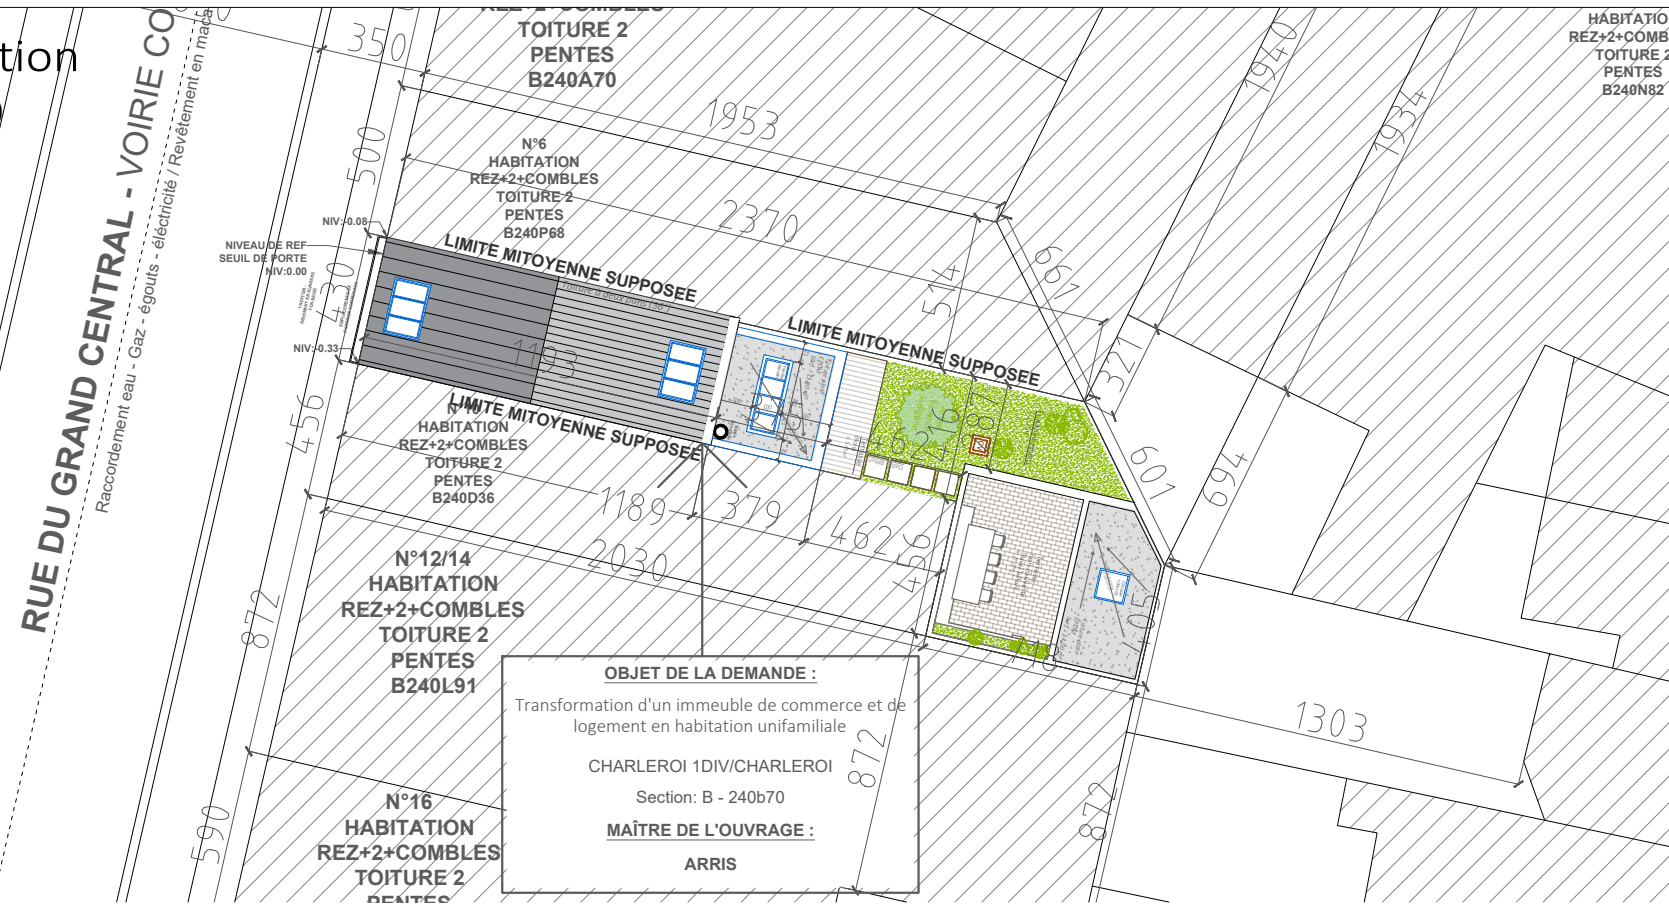 tion
RUE DU GRAND CENTRAL - VOIRIE CO
Raccordement eau - Gaz - égouts - éléctricité / Revêtement en maca
REZ+2+COMBLES
TOITURE 2
PENTES
B240A70
HABITATIO
REZ+2+COMB
TOITURE 2
PENTES
B240N82
350
1953
1940
1934
500
N°6
HABITATION
REZ+2+COMBLES
TOITURE 2
PENTES
B240P68
2370
514
667
321
NIV:-0.08
NIVEAU DE REF
SEUIL DE PORTE
NIV:0.00
430
NIV:-0.33
LIMITE MITOYENNE SUPPOSEE
LIMITE MITOYENNE SUPPOSEE
1193
LIMITE MITOYENNE SUPPOSEE
216
487
601
694
456
HABITATION
REZ+2+COMBLES
TOITURE 2
PENTES
B240D36
1189
379
462
456
2030
405
N°12/14
HABITATION
REZ+2+COMBLES
TOITURE 2
PENTES
B240L91
872
OBJET DE LA DEMANDE :
Transformation d'un immeuble de commerce et de
logement en habitation unifamiliale
CHARLEROI 1DIV/CHARLEROI
Section: B - 240b70
MAÎTRE DE L'OUVRAGE :
ARRIS
872
1303
872
590
N°16
HABITATION
REZ+2+COMBLES
TOITURE 2
PENTES